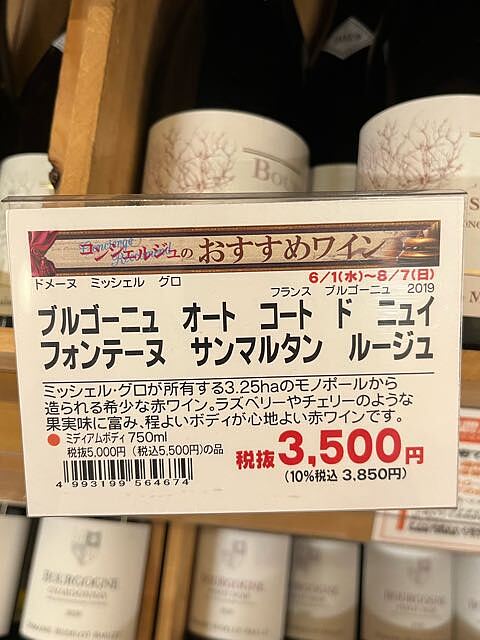 コンシェルジュの おすすめワイン
6/1(水)～8/7(日)
ドメーヌ ミッシェル グロ
フランス ブルゴーニュ 2019
ブルゴーニュ オート コート ド ニュイ
フォンテーヌ サンマルタン ルージュ
ミッシェル・グロが所有する3.25haのモノポールから
造られる希少な赤ワイン。ラズベリーやチェリーのような
果実味に富み、程よいボディが心地よい赤ワインです。
●ミディアムボディ 750ml
税抜5,000円 (税込5,500円)の品
税抜3,500円
(10%税込 3,850円)
4 993199 564674
BOURGOGNE
CHARDONNAY
BOURGOGNE